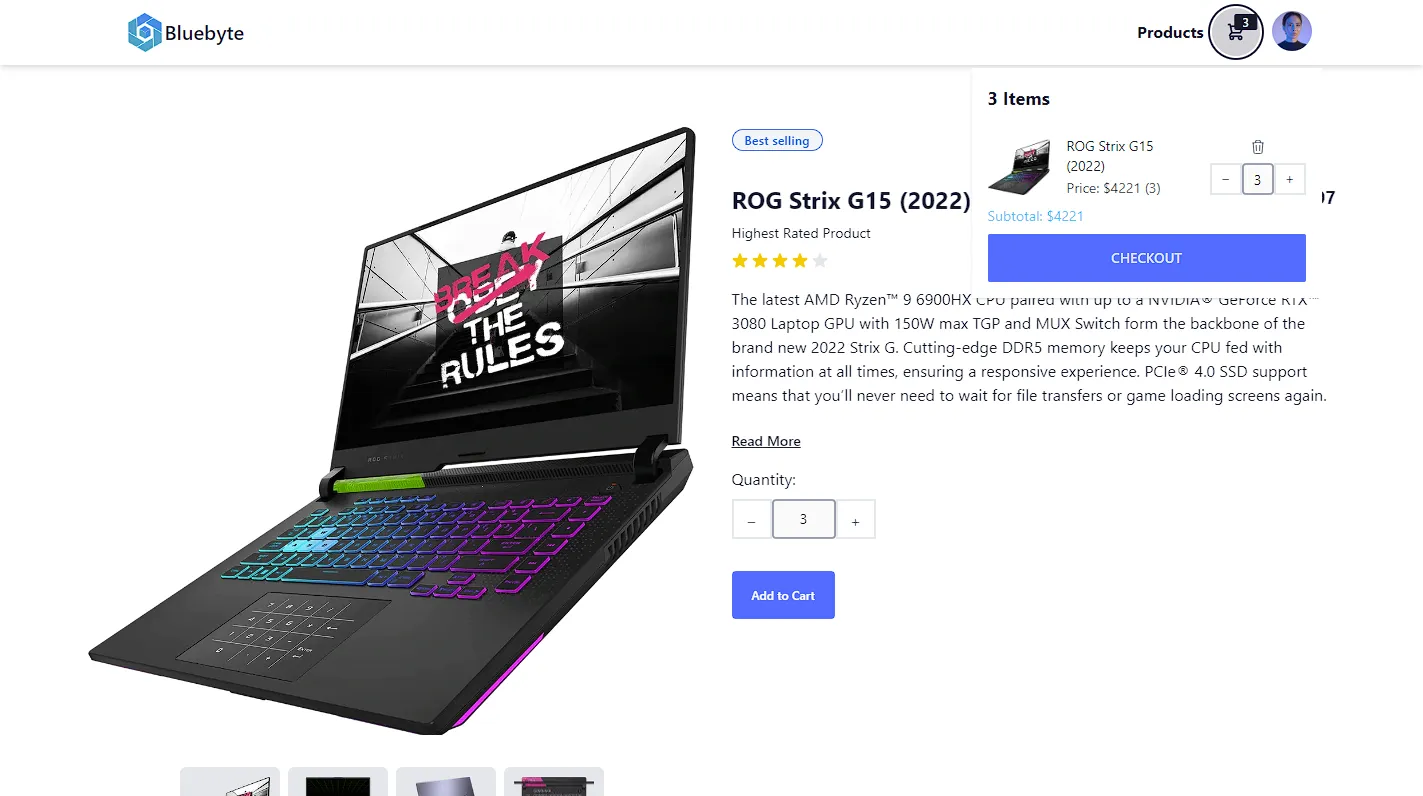 Bluebyte
Products
3
3 Items
ROG Strix G15
(2022)
Price: $4221 (3)
−
3
+
Subtotal: $4221
CHECKOUT
Best selling
ROG Strix G15 (2022)
07
Highest Rated Product
The latest AMD Ryzen™ 9 6900HX CPU paired with up to a NVIDIA® GeForce RTX™
3080 Laptop GPU with 150W max TGP and MUX Switch form the backbone of the
brand new 2022 Strix G. Cutting-edge DDR5 memory keeps your CPU fed with
information at all times, ensuring a responsive experience. PCIe® 4.0 SSD support
means that you'll never need to wait for file transfers or game loading screens again.
Read More
Quantity:
−
3
+
Add to Cart
BREAK
OBEY
THE
RULES